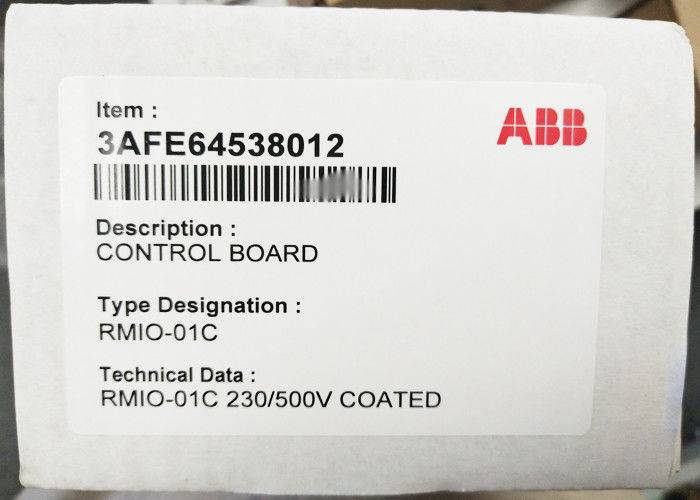 Item :
3AFE64538012
ABB
Description :
CONTROL BOARD
Type Designation :
RMIO-01C
Technical Data :
RMIO-01C 230/500V COATED